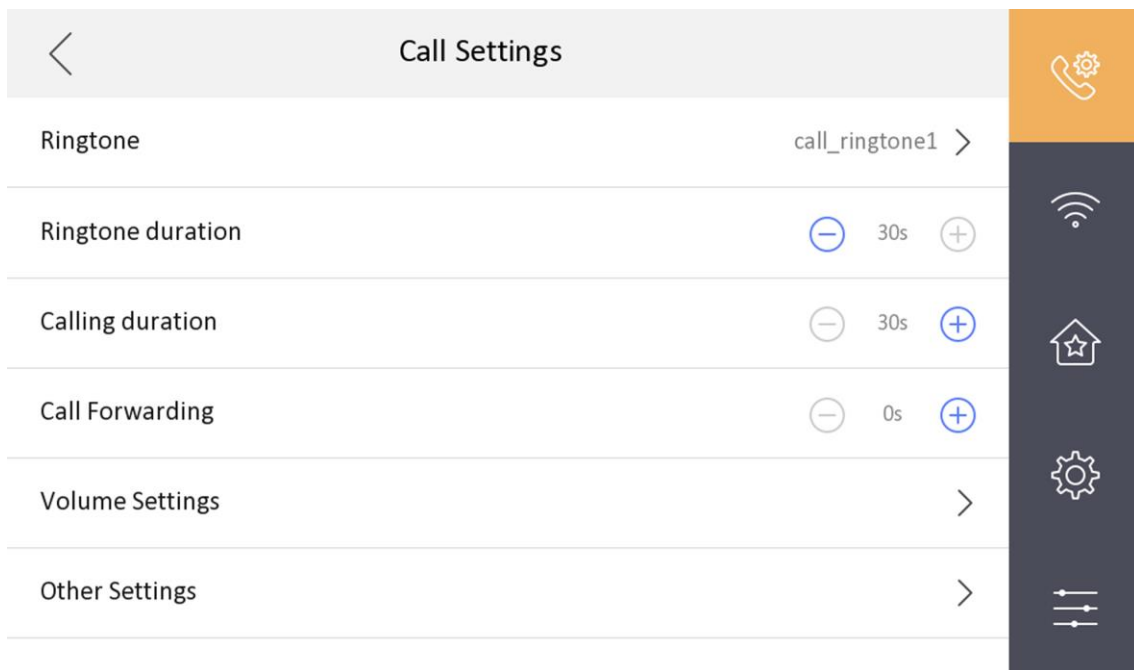 Call Settings
Ringtone call_ringtone1
Ringtone duration 30s
Calling duration 30s
Call Forwarding 0s
Volume Settings
Other Settings